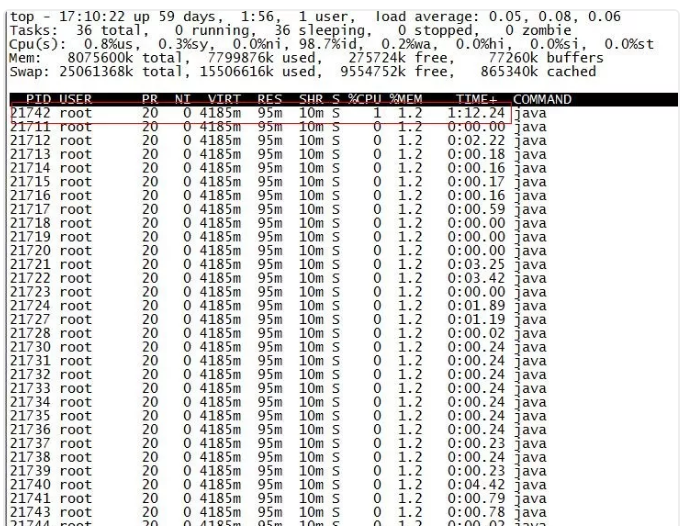 top - 17:10:22 up 59 days,  1:56,  1 user,  load average: 0.05, 0.08, 0.06
Tasks:  36 total,   0 running,  36 sleeping,   0 stopped,   0 zombie
Cpu(s):  0.8%us,  0.3%sy,  0.0%ni, 98.7%id,  0.2%wa,  0.0%hi,  0.0%si,  0.0%st
Mem:   8075600k total,  7799876k used,   275724k free,    77260k buffers
Swap: 25061368k total, 15506616k used,  9554752k free,   865340k cached
PID USER PR NI VIRT RES SHR S %CPU %MEM TIME+ COMMAND
21742 root 20 0 4185m 95m 10m S 1 1.2 1:12.24 java
21711 root 20 0 4185m 95m 10m S 0 1.2 0:00.00 java
21712 root 20 0 4185m 95m 10m S 0 1.2 0:02.22 java
21713 root 20 0 4185m 95m 10m S 0 1.2 0:00.18 java
21714 root 20 0 4185m 95m 10m S 0 1.2 0:00.16 java
21715 root 20 0 4185m 95m 10m S 0 1.2 0:00.17 java
21716 root 20 0 4185m 95m 10m S 0 1.2 0:00.16 java
21717 root 20 0 4185m 95m 10m S 0 1.2 0:00.59 java
21718 root 20 0 4185m 95m 10m S 0 1.2 0:00.00 java
21719 root 20 0 4185m 95m 10m S 0 1.2 0:00.00 java
21720 root 20 0 4185m 95m 10m S 0 1.2 0:00.00 java
21721 root 20 0 4185m 95m 10m S 0 1.2 0:03.25 java
21722 root 20 0 4185m 95m 10m S 0 1.2 0:03.42 java
21723 root 20 0 4185m 95m 10m S 0 1.2 0:00.00 java
21724 root 20 0 4185m 95m 10m S 0 1.2 0:01.89 java
21727 root 20 0 4185m 95m 10m S 0 1.2 0:01.19 java
21728 root 20 0 4185m 95m 10m S 0 1.2 0:00.02 java
21730 root 20 0 4185m 95m 10m S 0 1.2 0:00.24 java
21731 root 20 0 4185m 95m 10m S 0 1.2 0:00.24 java
21732 root 20 0 4185m 95m 10m S 0 1.2 0:00.24 java
21733 root 20 0 4185m 95m 10m S 0 1.2 0:00.24 java
21734 root 20 0 4185m 95m 10m S 0 1.2 0:00.24 java
21735 root 20 0 4185m 95m 10m S 0 1.2 0:00.24 java
21736 root 20 0 4185m 95m 10m S 0 1.2 0:00.24 java
21737 root 20 0 4185m 95m 10m S 0 1.2 0:00.23 java
21738 root 20 0 4185m 95m 10m S 0 1.2 0:00.24 java
21739 root 20 0 4185m 95m 10m S 0 1.2 0:00.23 java
21740 root 20 0 4185m 95m 10m S 0 1.2 0:04.42 java
21741 root 20 0 4185m 95m 10m S 0 1.2 0:00.79 java
21743 root 20 0 4185m 95m 10m S 0 1.2 0:00.78 java
21744 root 20 0 4185m 95m 10m S 0 1.2 0:00.02 java